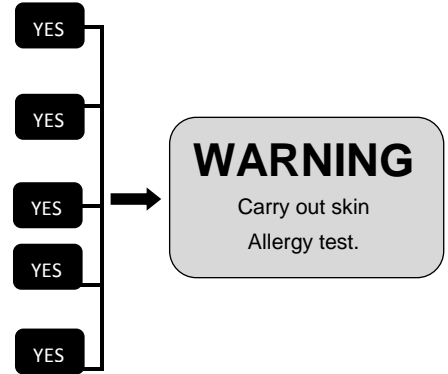 YES
YES
YES
YES
YES
WARNING
Carry out skin
Allergy test.